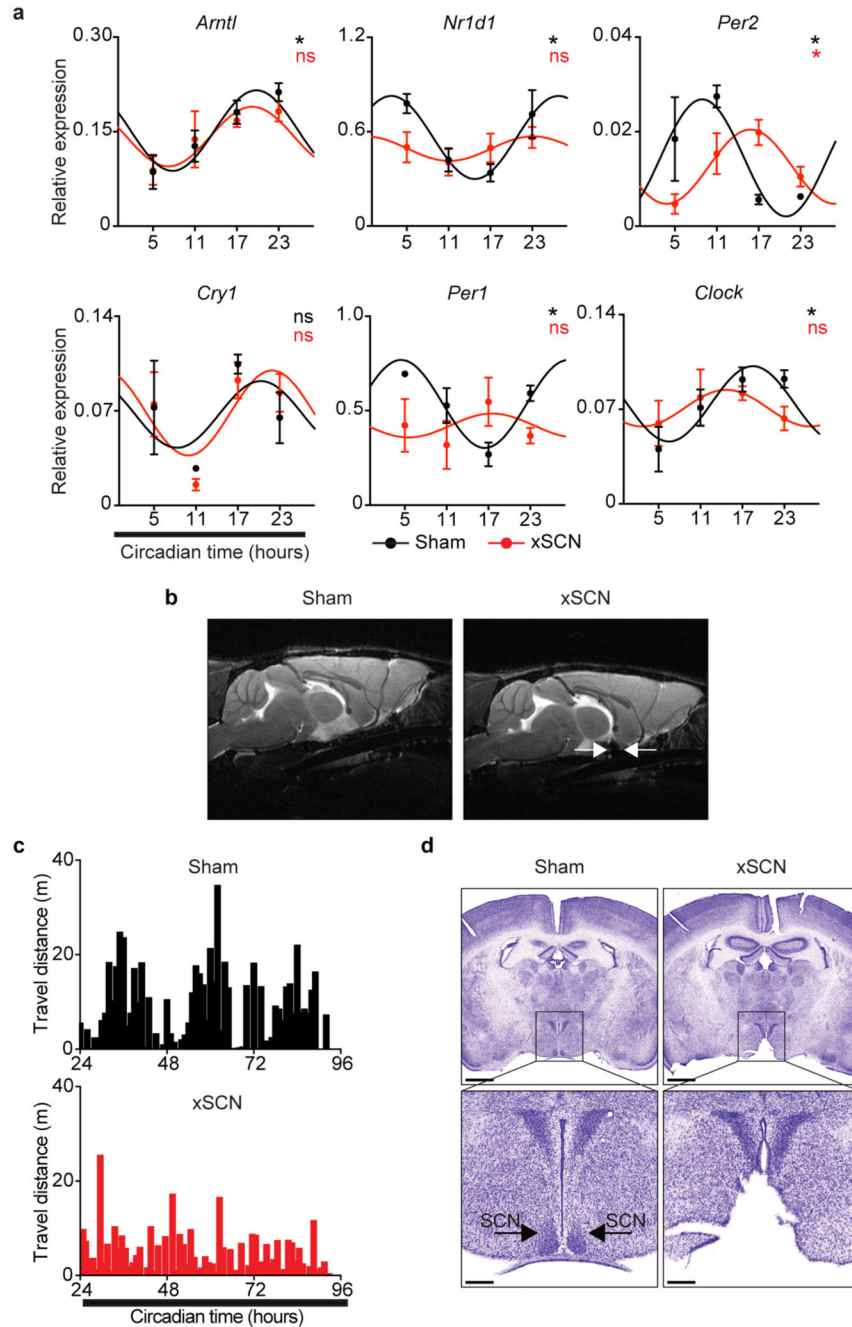 a
Arntl
Nr1d1
Per2
Relative expression
0.30
0.15
0
*
ns
5 11 17 23
1.2
0.6
0
*
ns
5 11 17 23
0.04
0.02
0
*
*
5 11 17 23
Cry1
Per1
Clock
Relative expression
0.14
0.07
0
ns
ns
5 11 17 23
Circadian time (hours)
1.0
0.5
0
*
ns
5 11 17 23
0.14
0.07
0
*
ns
5 11 17 23
Sham xSCN
b
Sham xSCN
c
Sham
Travel distance (m)
40
20
0
24 48 72 96
xSCN
Travel distance (m)
40
20
0
24 48 72 96
Circadian time (hours)
d
Sham xSCN
SCN SCN